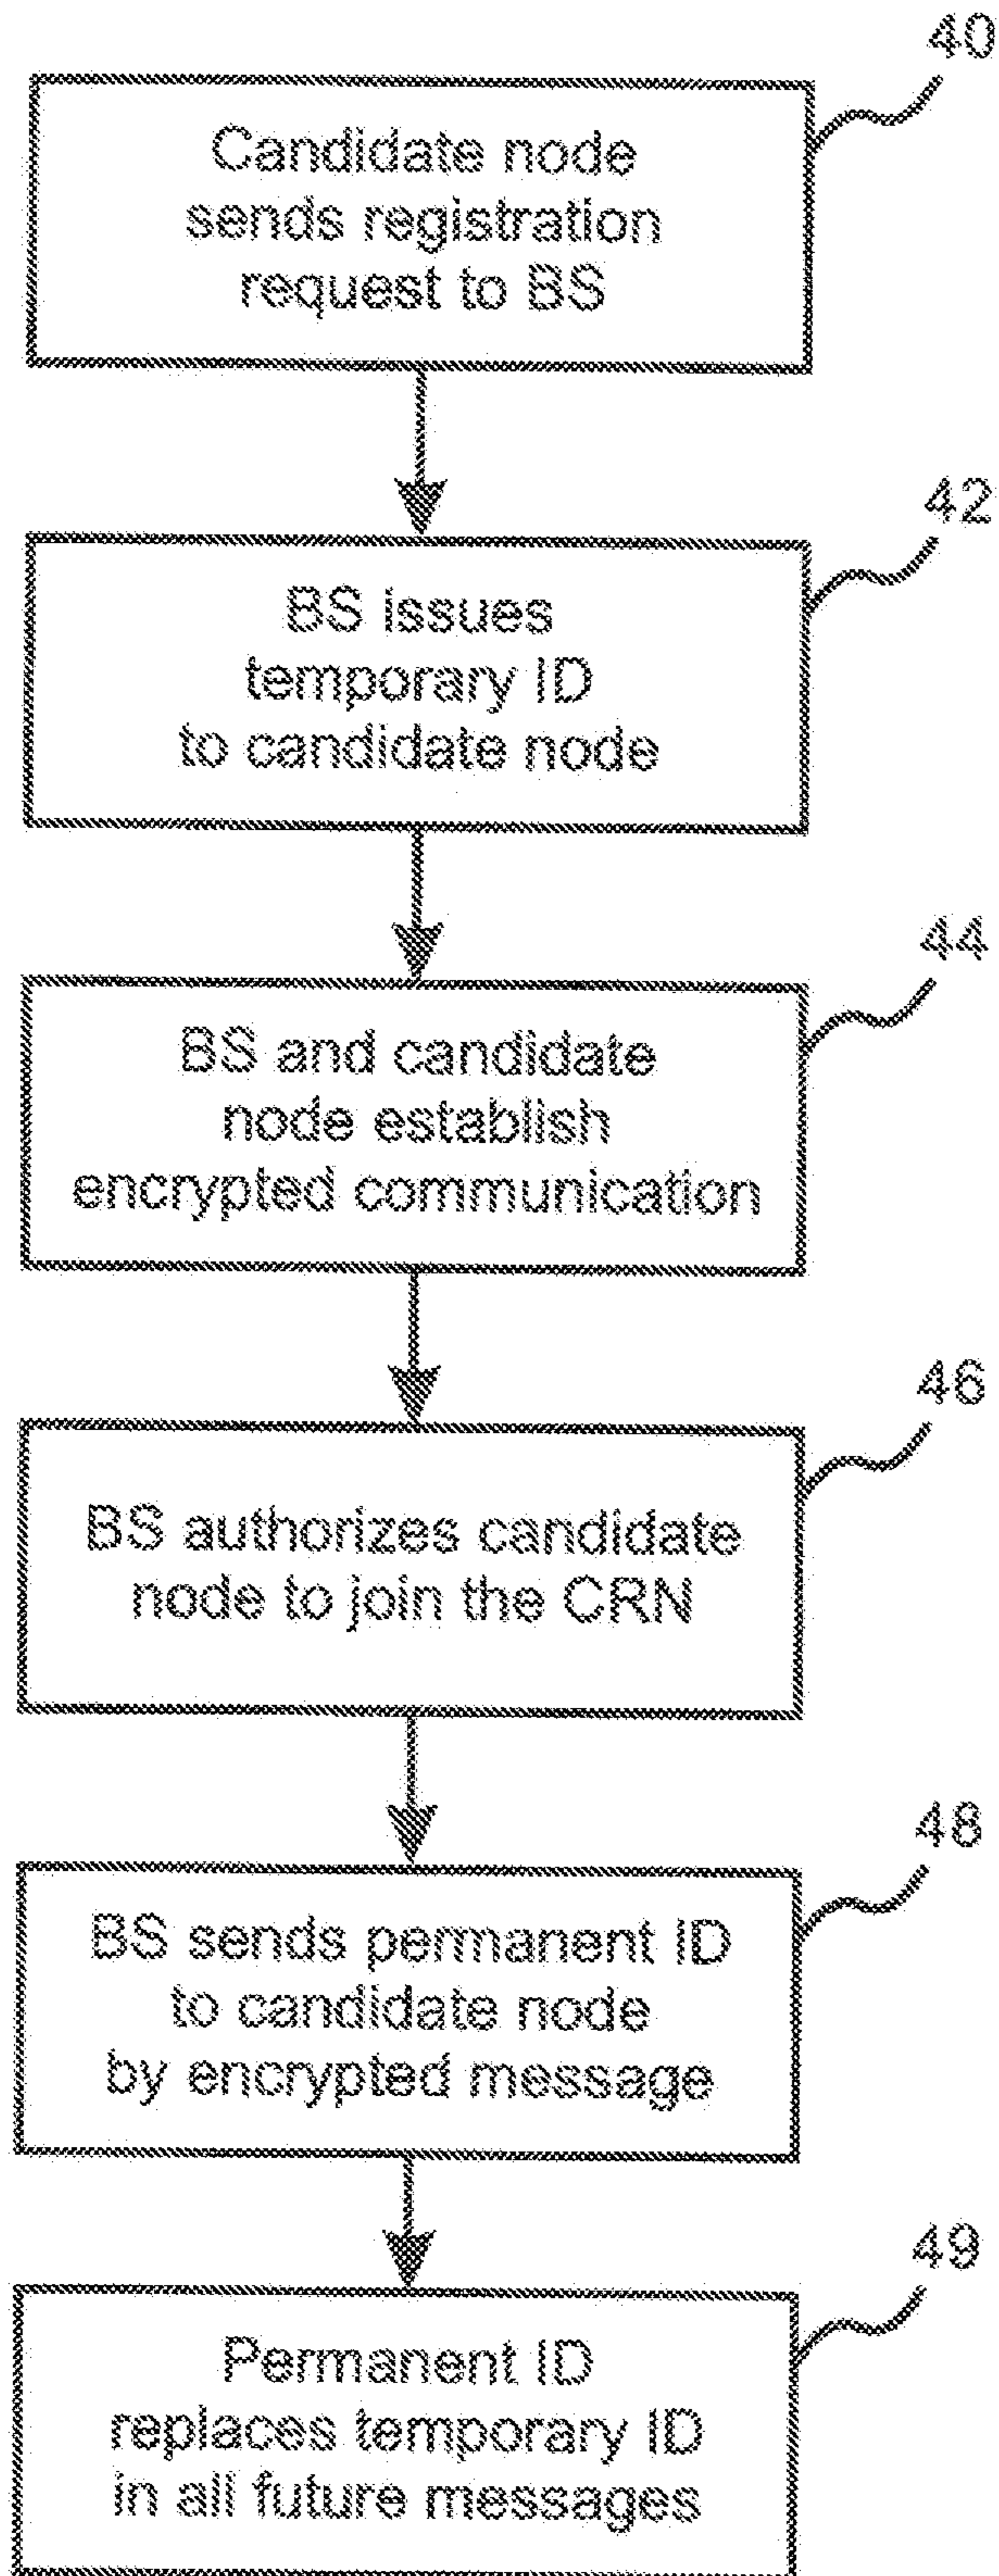 40
Candidate node
sends registration
request to BS
42
BS issues
temporary ID
to candidate node
44
BS and candidate
node establish
encrypted communication
46
BS authorizes candidate
node to join the CRN
48
BS sends permanent ID
to candidate node
by encrypted message
49
Permanent ID
replaces temporary ID
in all future messages